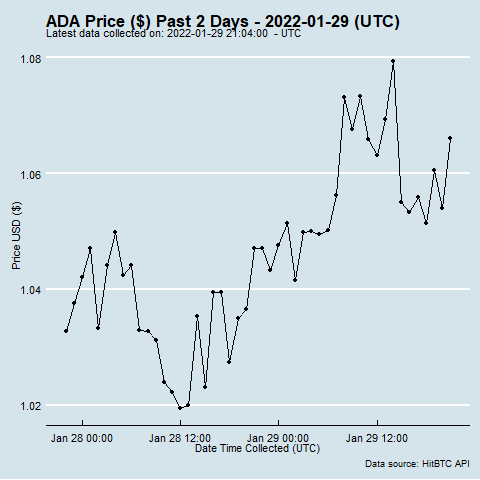 ADA Price ($) Past 2 Days - 2022-01-29 (UTC)
Latest data collected on: 2022-01-29 21:04:00 - UTC
1.08
1.06
1.04
1.02
Price USD ($)
Jan 28 00:00 Jan 28 12:00 Jan 29 00:00 Jan 29 12:00
Date Time Collected (UTC)
Data source: HitBTC API